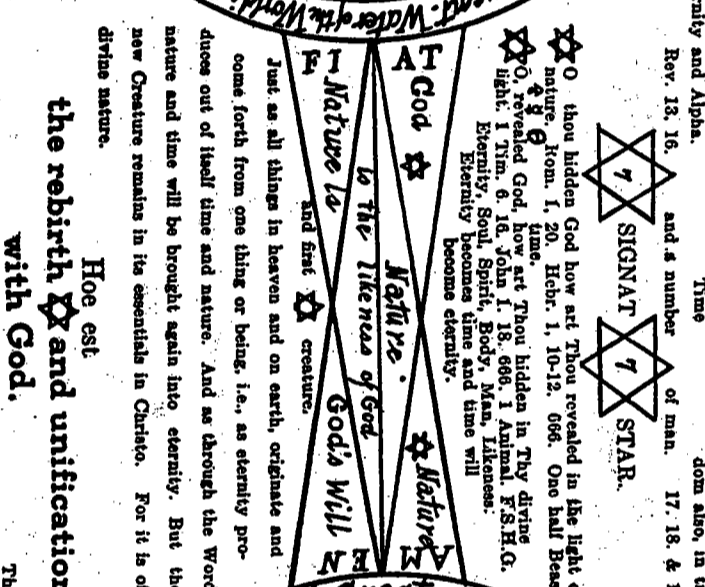 and Alpha. Time also, in
Rev. 13, 16. and a number of man. 17. 18. &
7 SIGNAT 7 STAR.
O thou hidden God how art Thou revealed in the light
nature. Rom. 1, 20. Hebr. 1, 10-12. 666. One half
time.
O, revealed God, how art Thou hidden in Thy divine
light. 1 Tim. 6. 16. John 1. 18. 666. 1 Animal. F.S.H.G.
Eternity, Soul, Spirit, Body, Man, Likeness:
Eternity becomes time and time will
become eternity.
Water of the World
A T
God
Nature
Nature.
Is the likeness of God
Nature Is
God's Will
and first creature.
Just as all things in heaven and on earth, originate and
come forth from one thing or being, i.e., as eternity pro-
duces out of itself time and nature. And as through the Word
nature and time will be brought again into eternity. But the
new Creature remains in its essentials in Christo. For it is of
divine nature.
Hoc est
the rebirth and unification
with God.